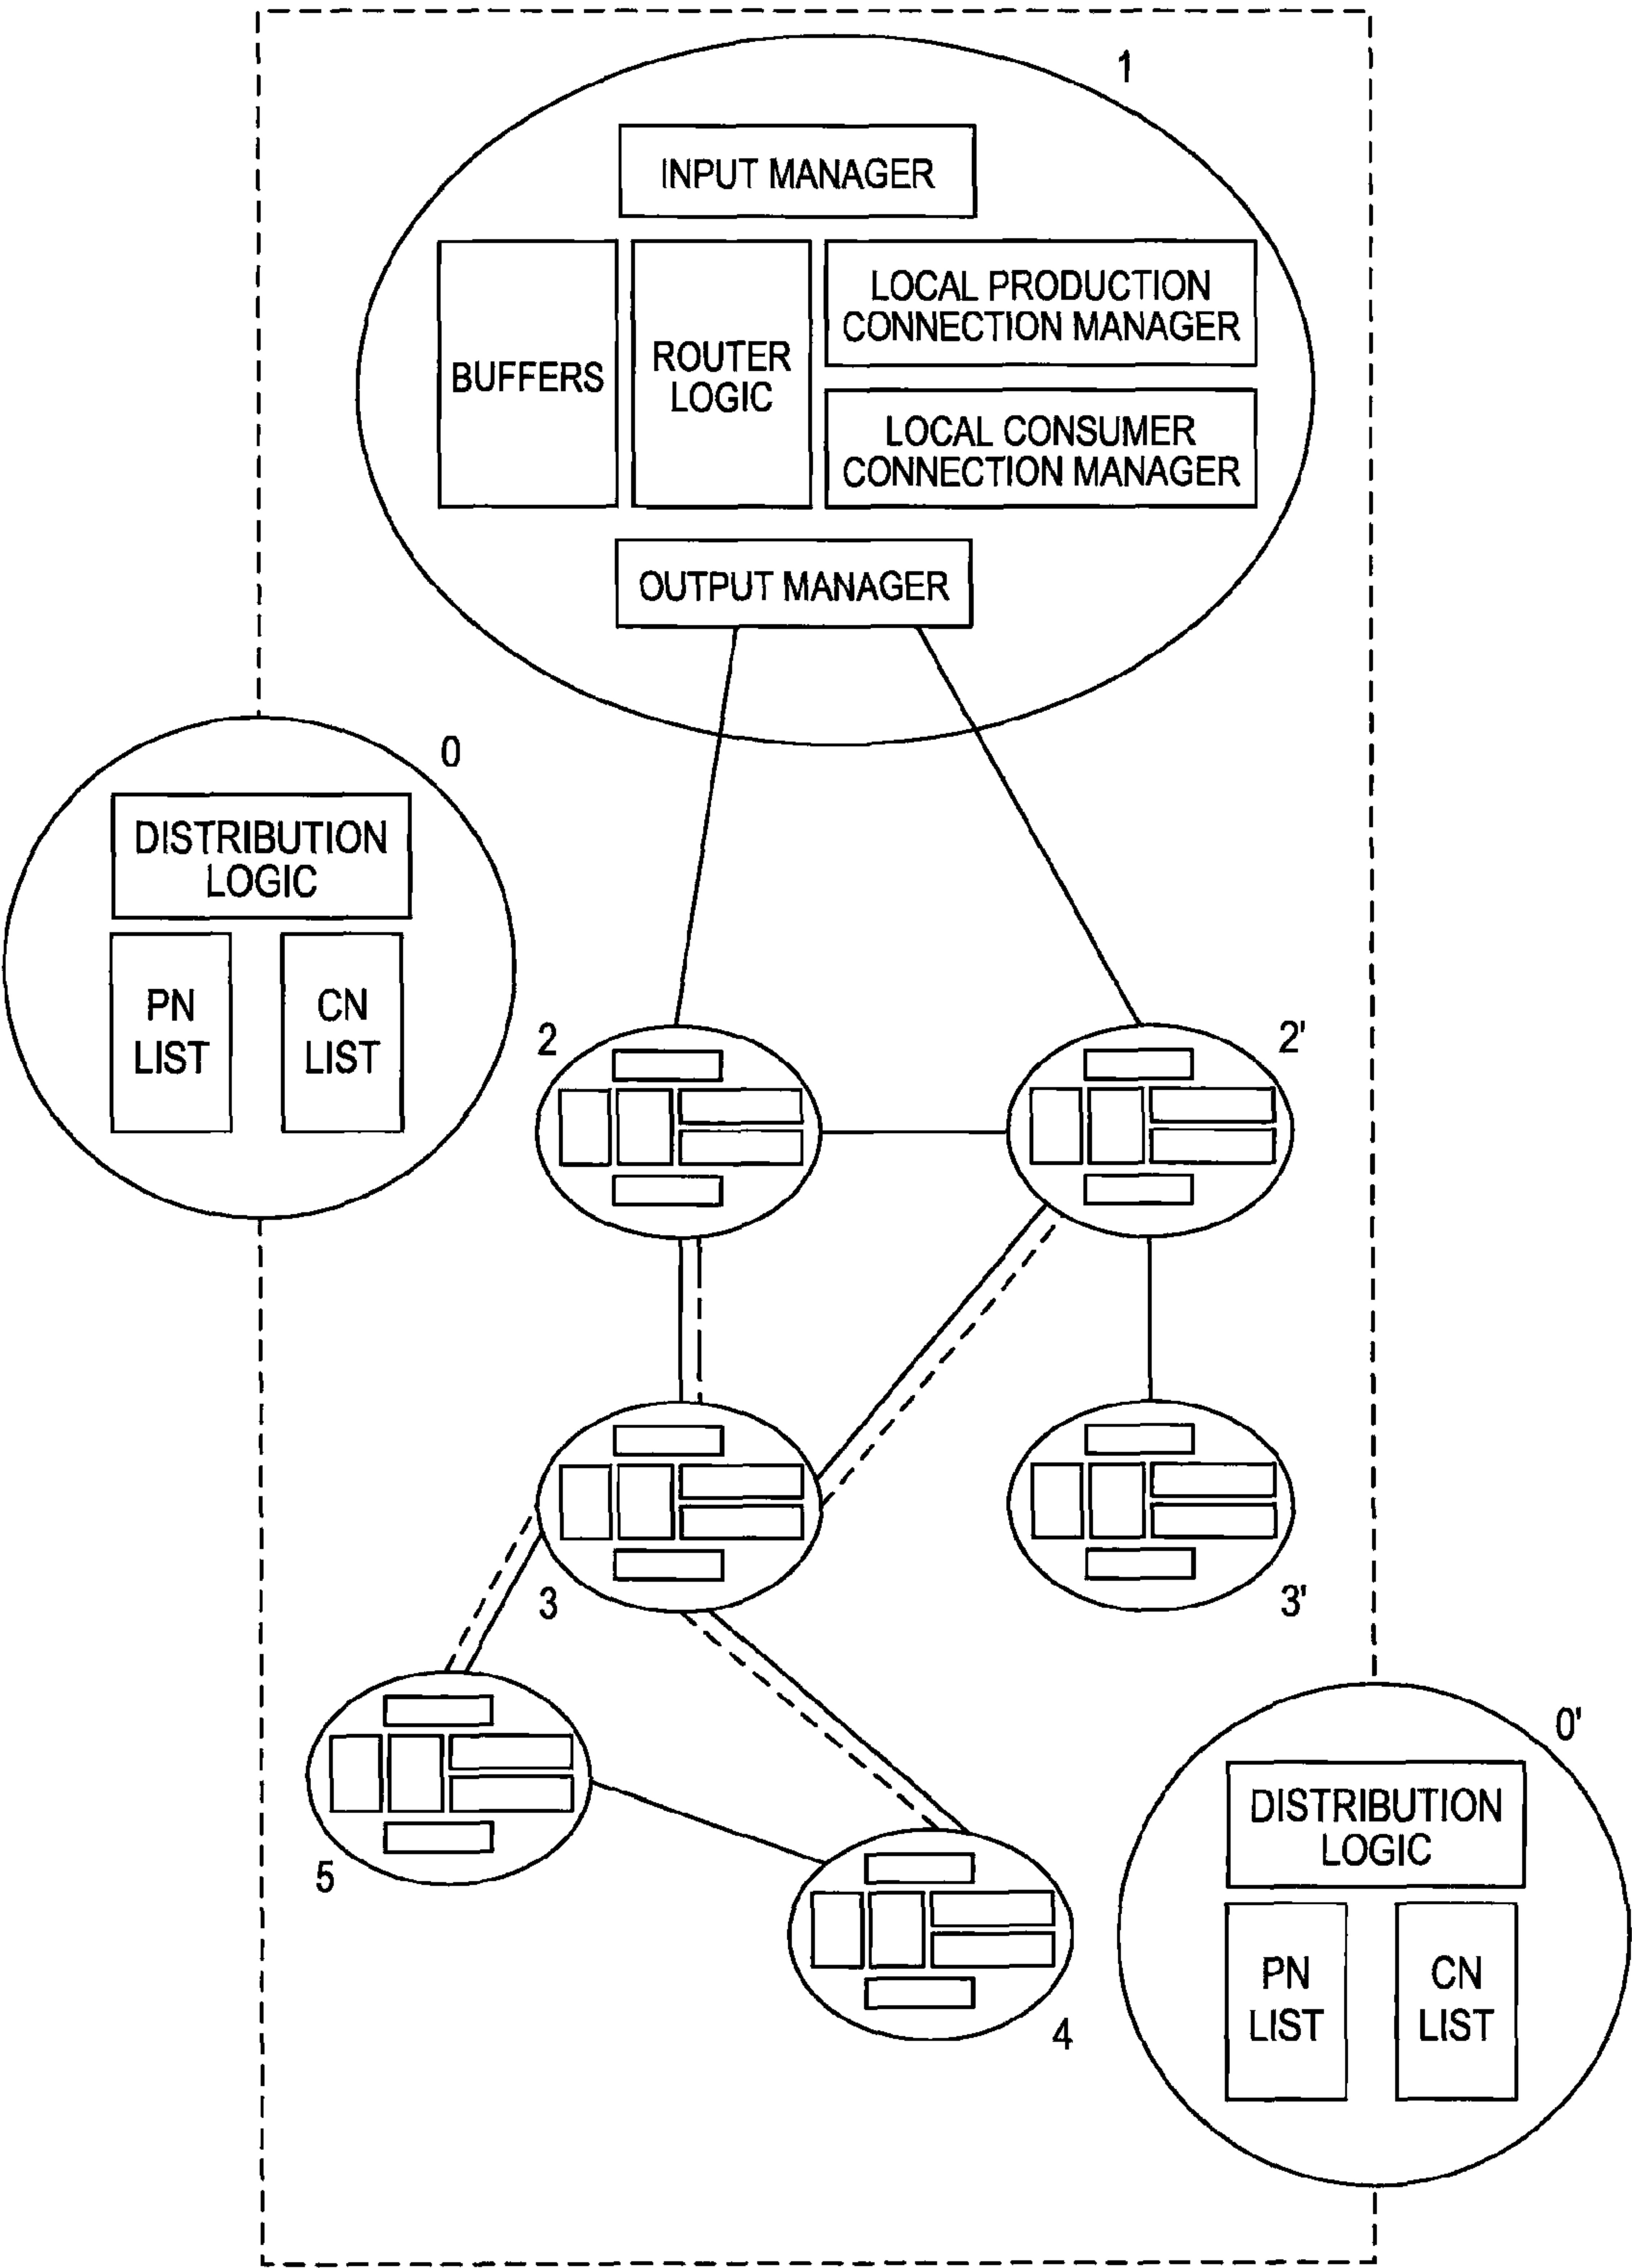 1
INPUT MANAGER
BUFFERS
ROUTER
LOGIC
LOCAL PRODUCTION
CONNECTION MANAGER
LOCAL CONSUMER
CONNECTION MANAGER
OUTPUT MANAGER
0
DISTRIBUTION
LOGIC
PN
LIST
CN
LIST
2
2'
3
3'
5
4
0'
DISTRIBUTION
LOGIC
PN
LIST
CN
LIST